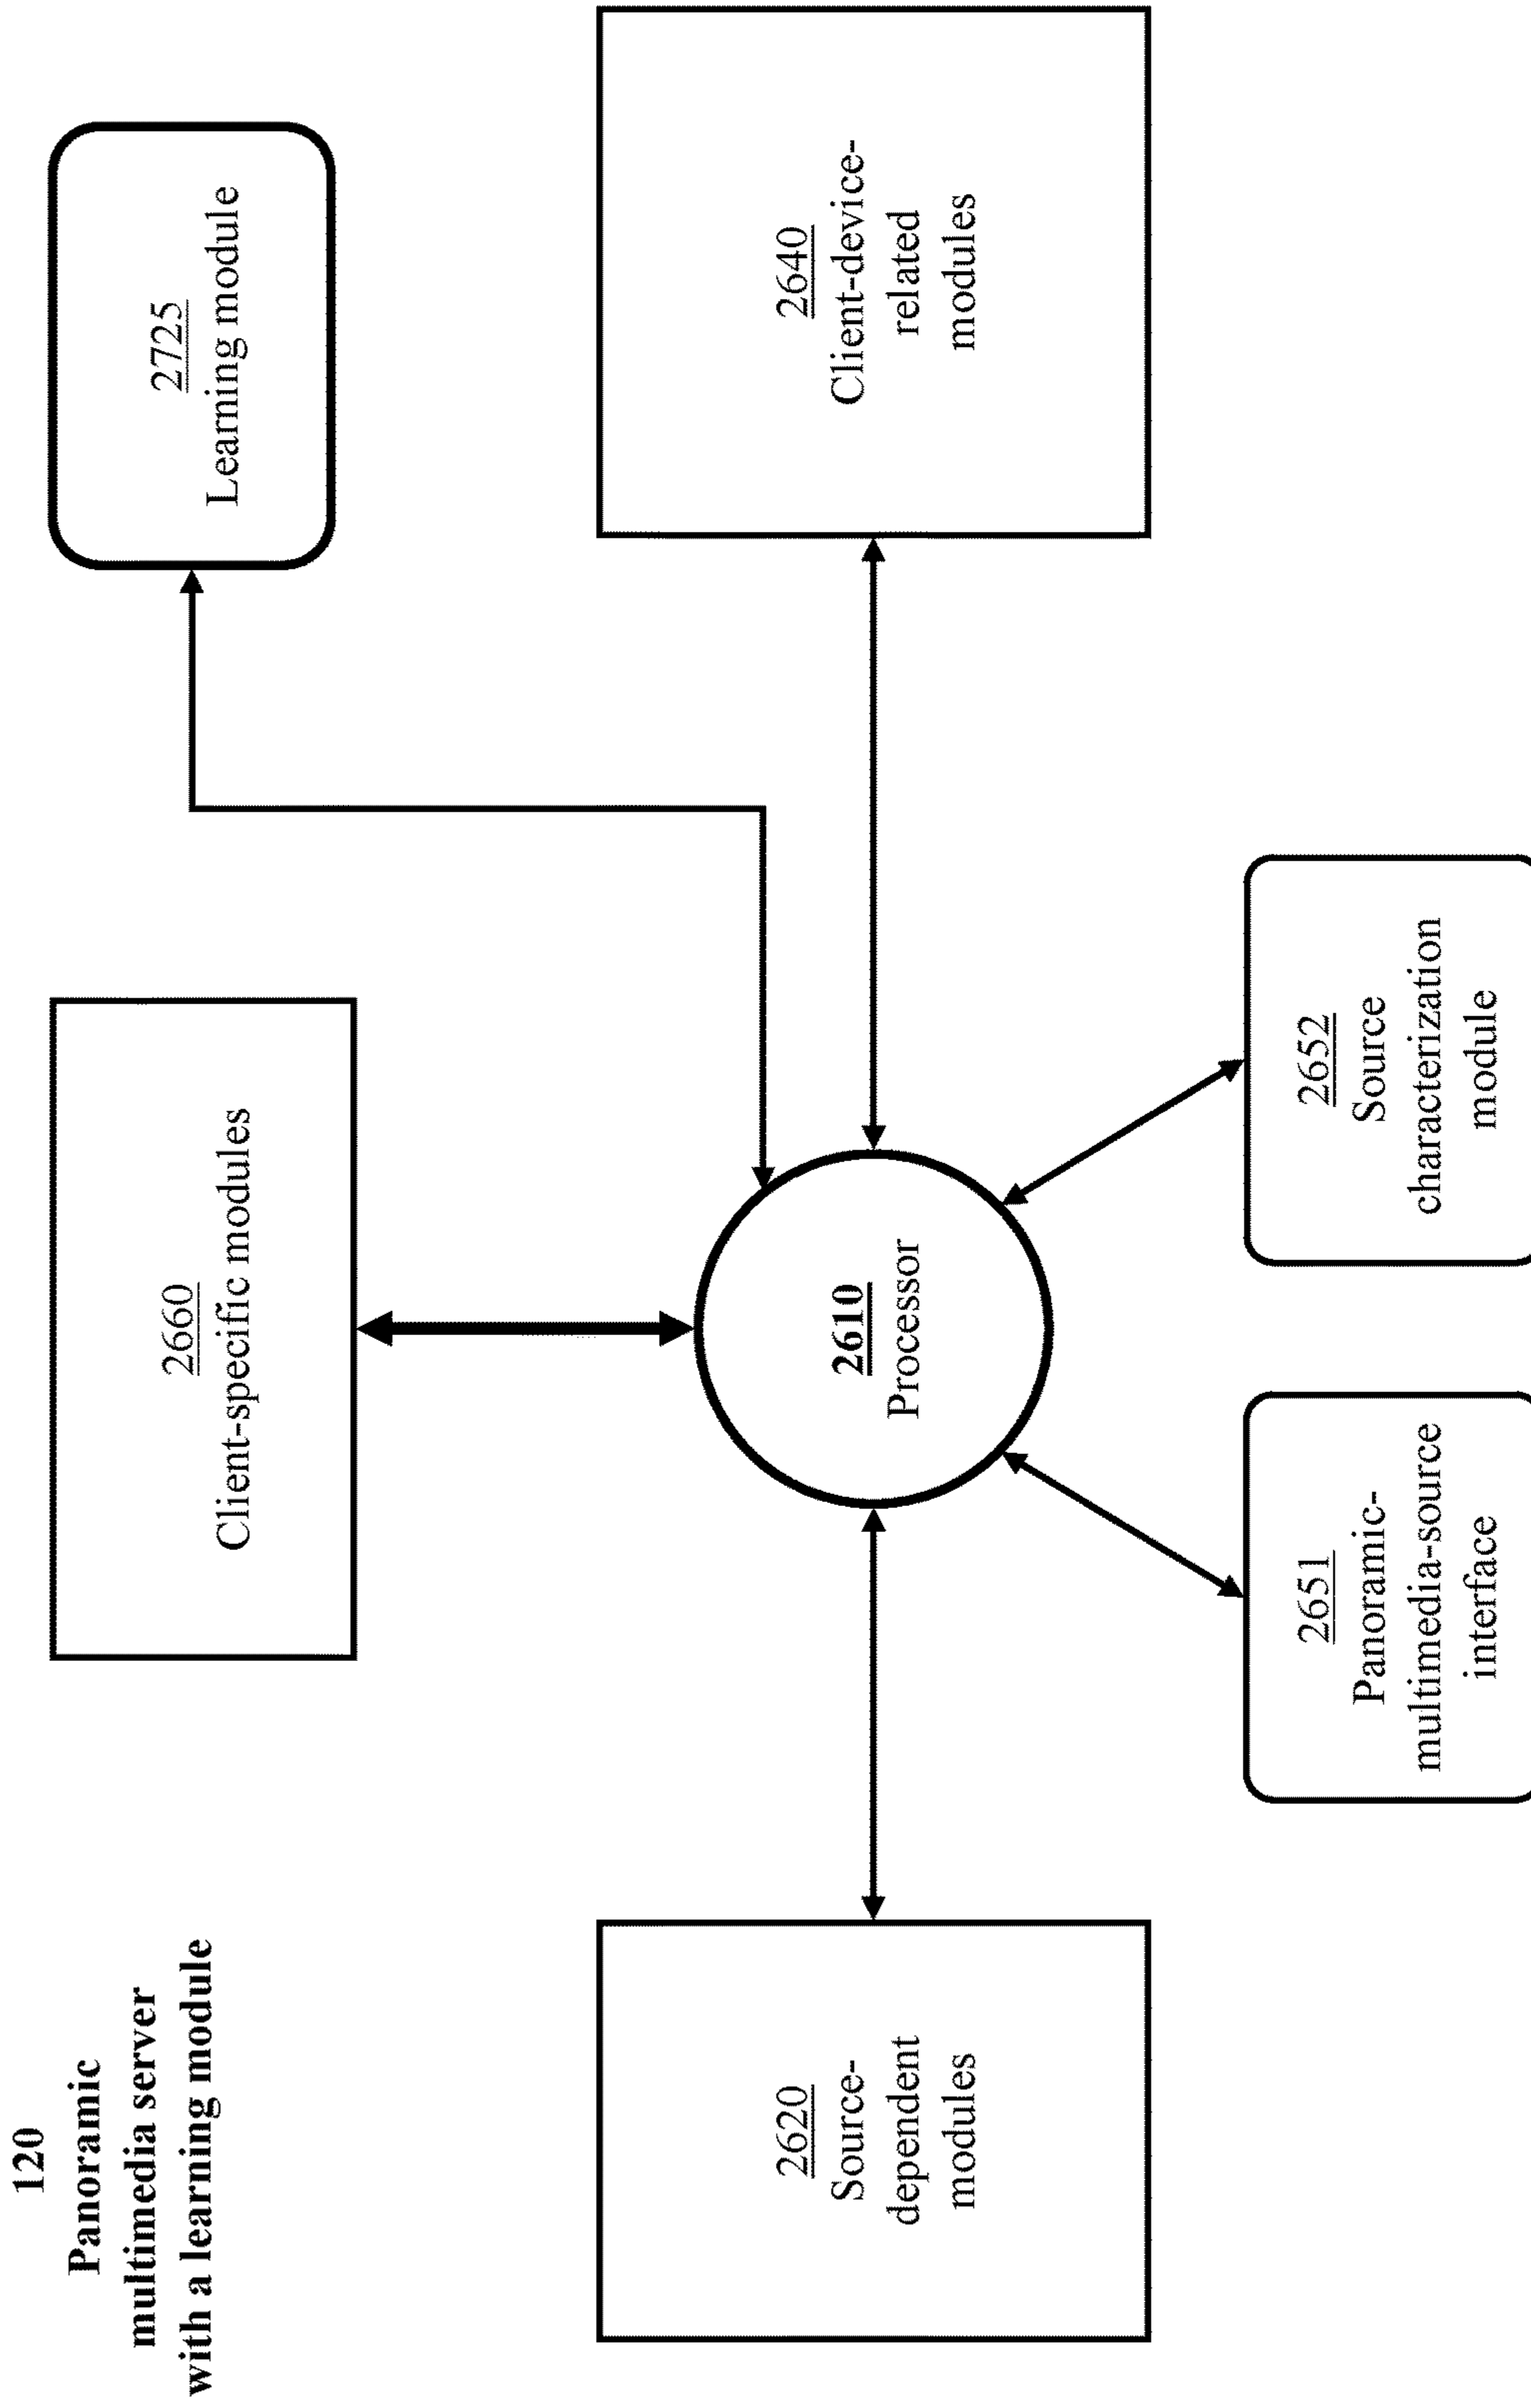 120
Panoramic
multimedia server
with a learning module
2660
Client-specific modules
2725
Learning module
2620
Source-
dependent
modules
2610
Processor
2640
Client-device-
related
modules
2651
Panoramic-
multimedia-source
interface
2652
Source
characterization
module